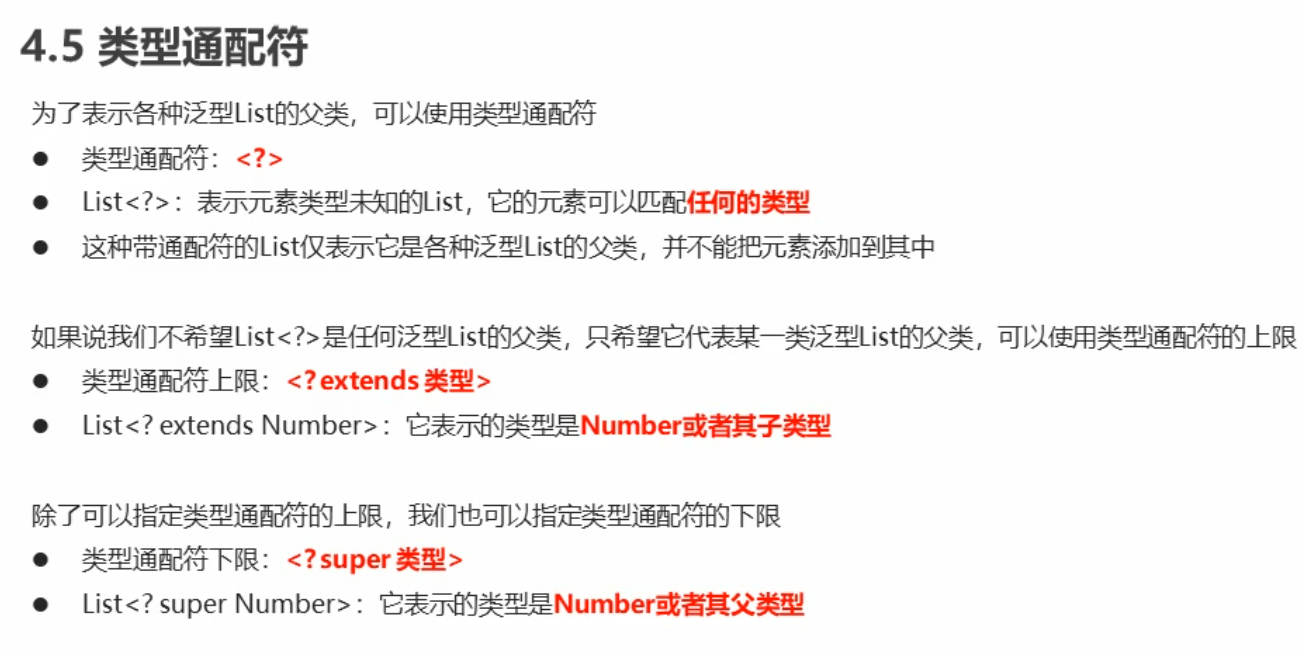 4.5 类型通配符
为了表示各种泛型List的父类，可以使用类型通配符
● 类型通配符：<?>
● List<?>：表示元素类型未知的List，它的元素可以匹配任何的类型
● 这种带通配符的List仅表示它是各种泛型List的父类，并不能把元素添加到其中
如果说我们不希望List<?>是任何泛型List的父类，只希望它代表某一类泛型List的父类，可以使用类型通配符的上限
● 类型通配符上限：<? extends 类型>
● List<? extends Number>：它表示的类型是Number或者其子类型
除了可以指定类型通配符的上限，我们也可以指定类型通配符的下限
● 类型通配符下限：<? super 类型>
● List<? super Number>：它表示的类型是Number或者其父类型